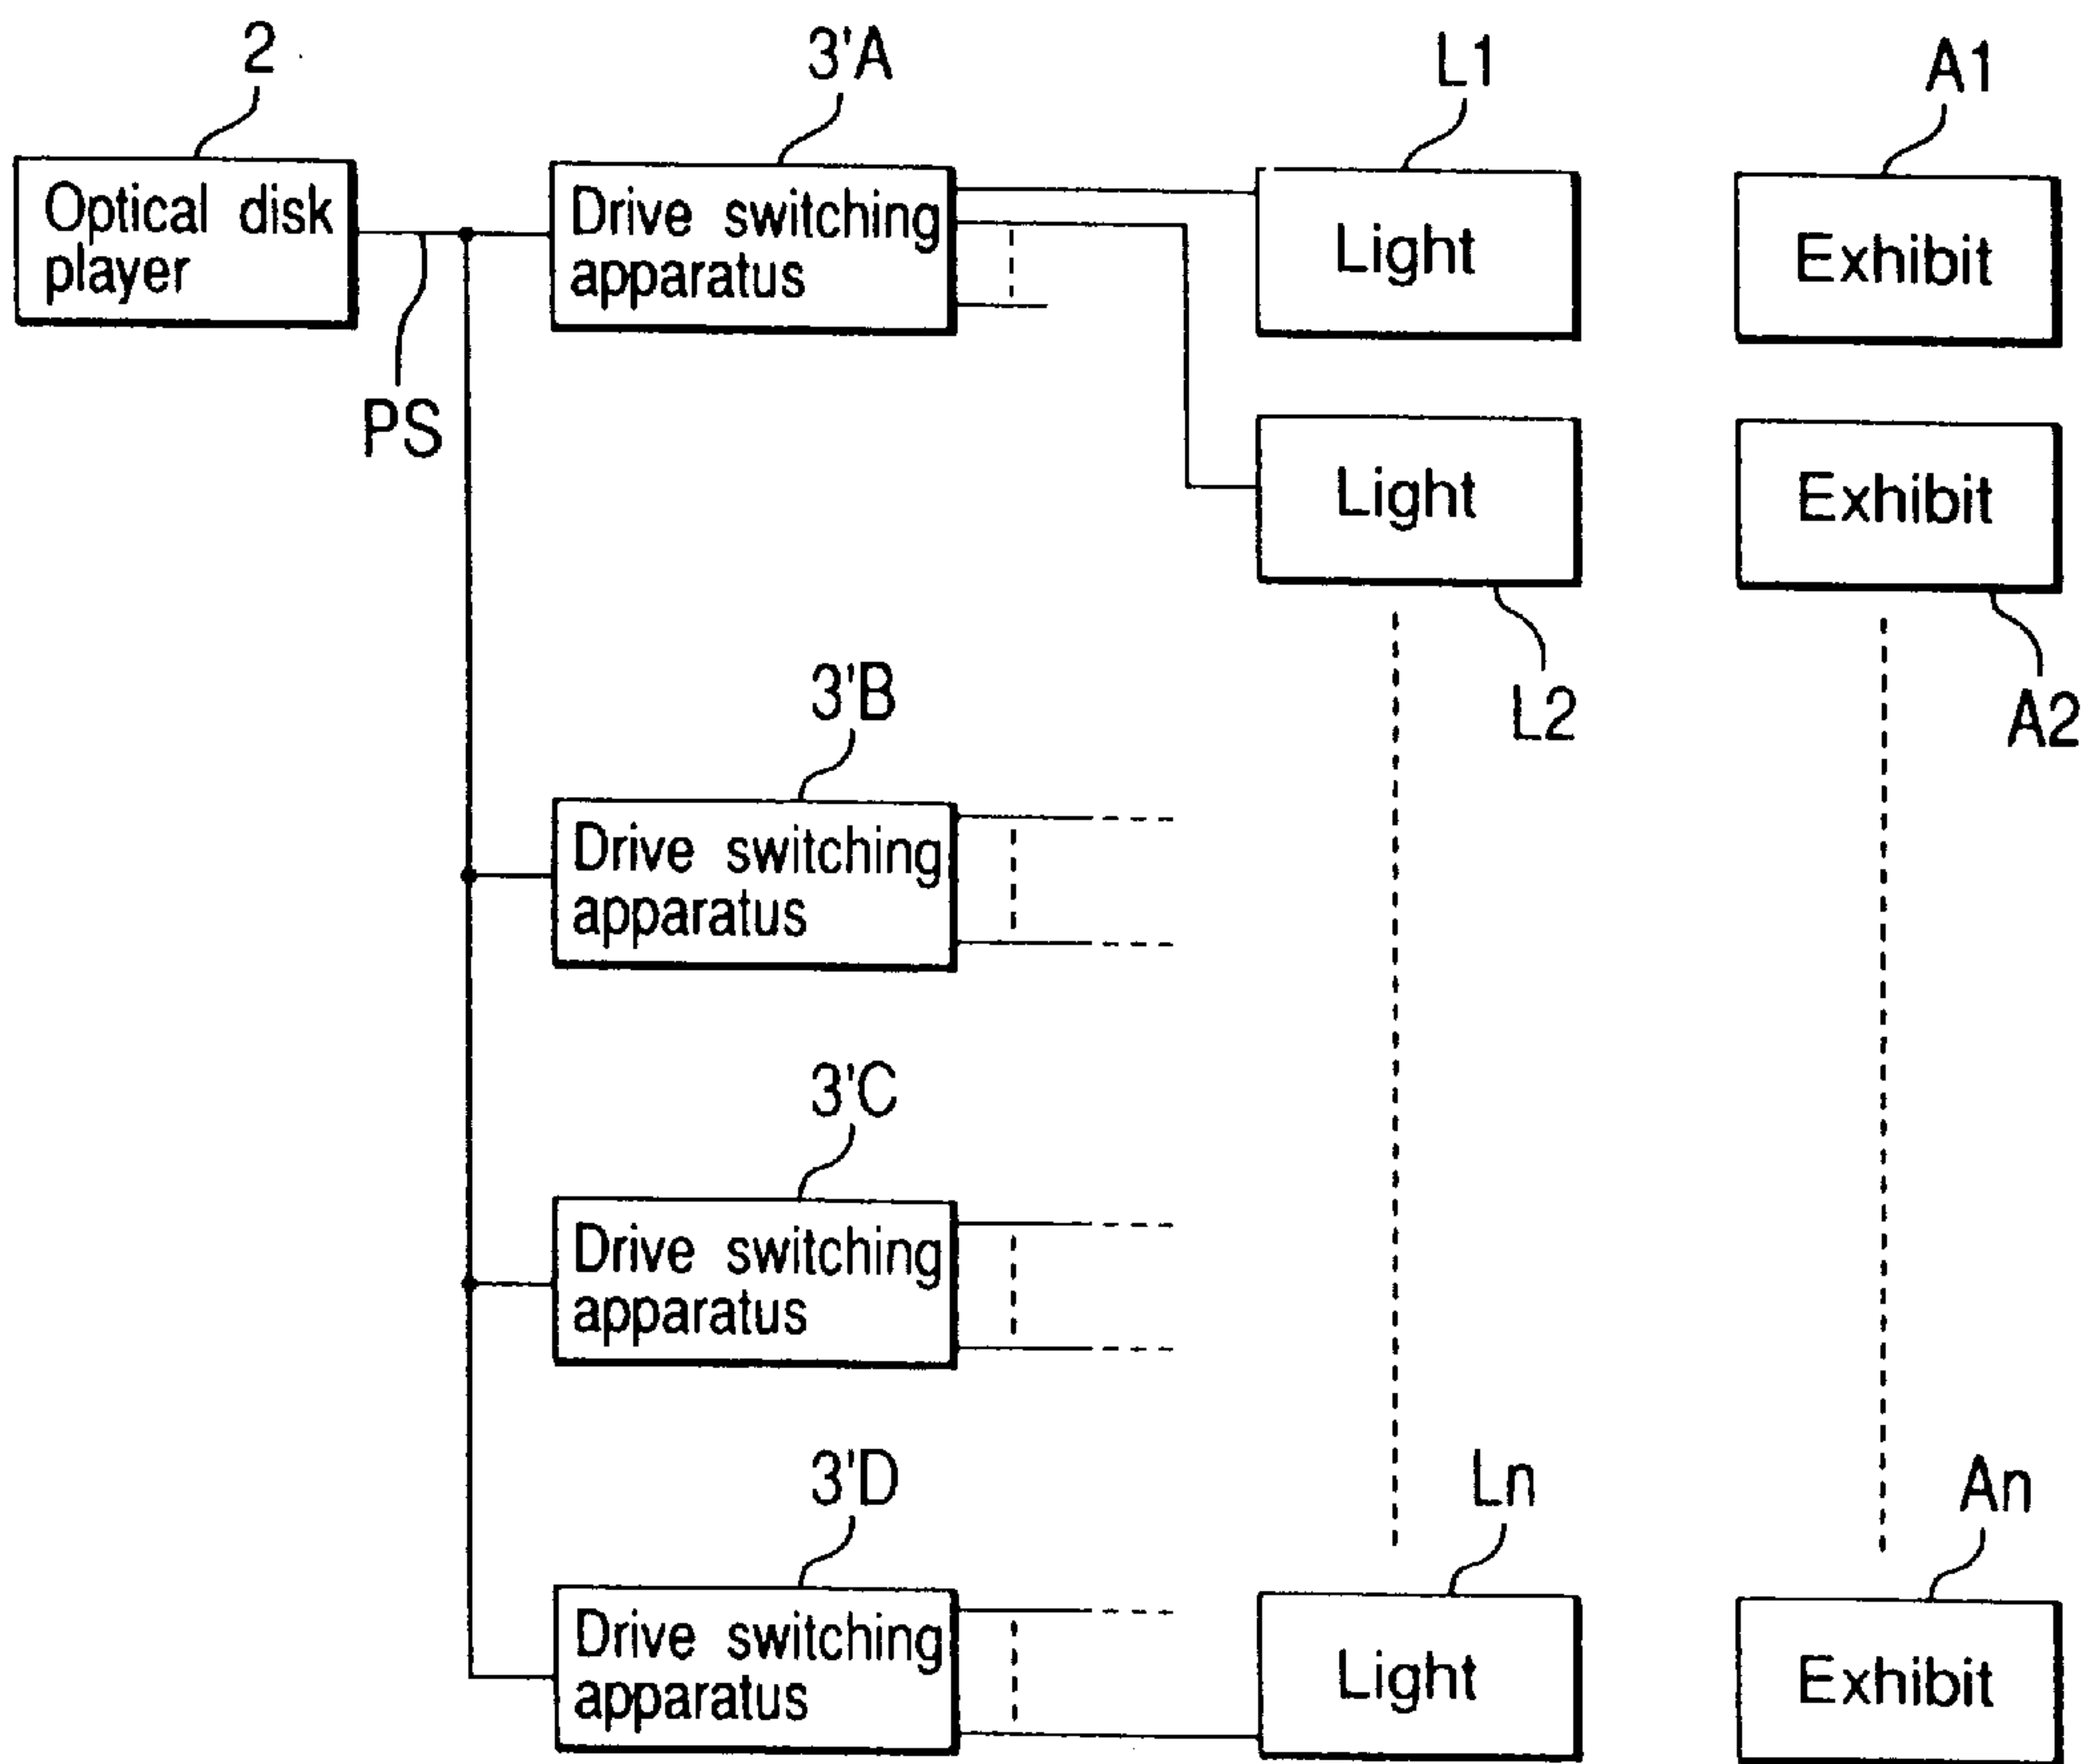 2
3'A
L1
A1
Optical disk
player
Drive switching
apparatus
Light
Exhibit
PS
Light
Exhibit
L2
A2
3'B
Drive switching
apparatus
3'C
Drive switching
apparatus
3'D
Ln
An
Drive switching
apparatus
Light
Exhibit